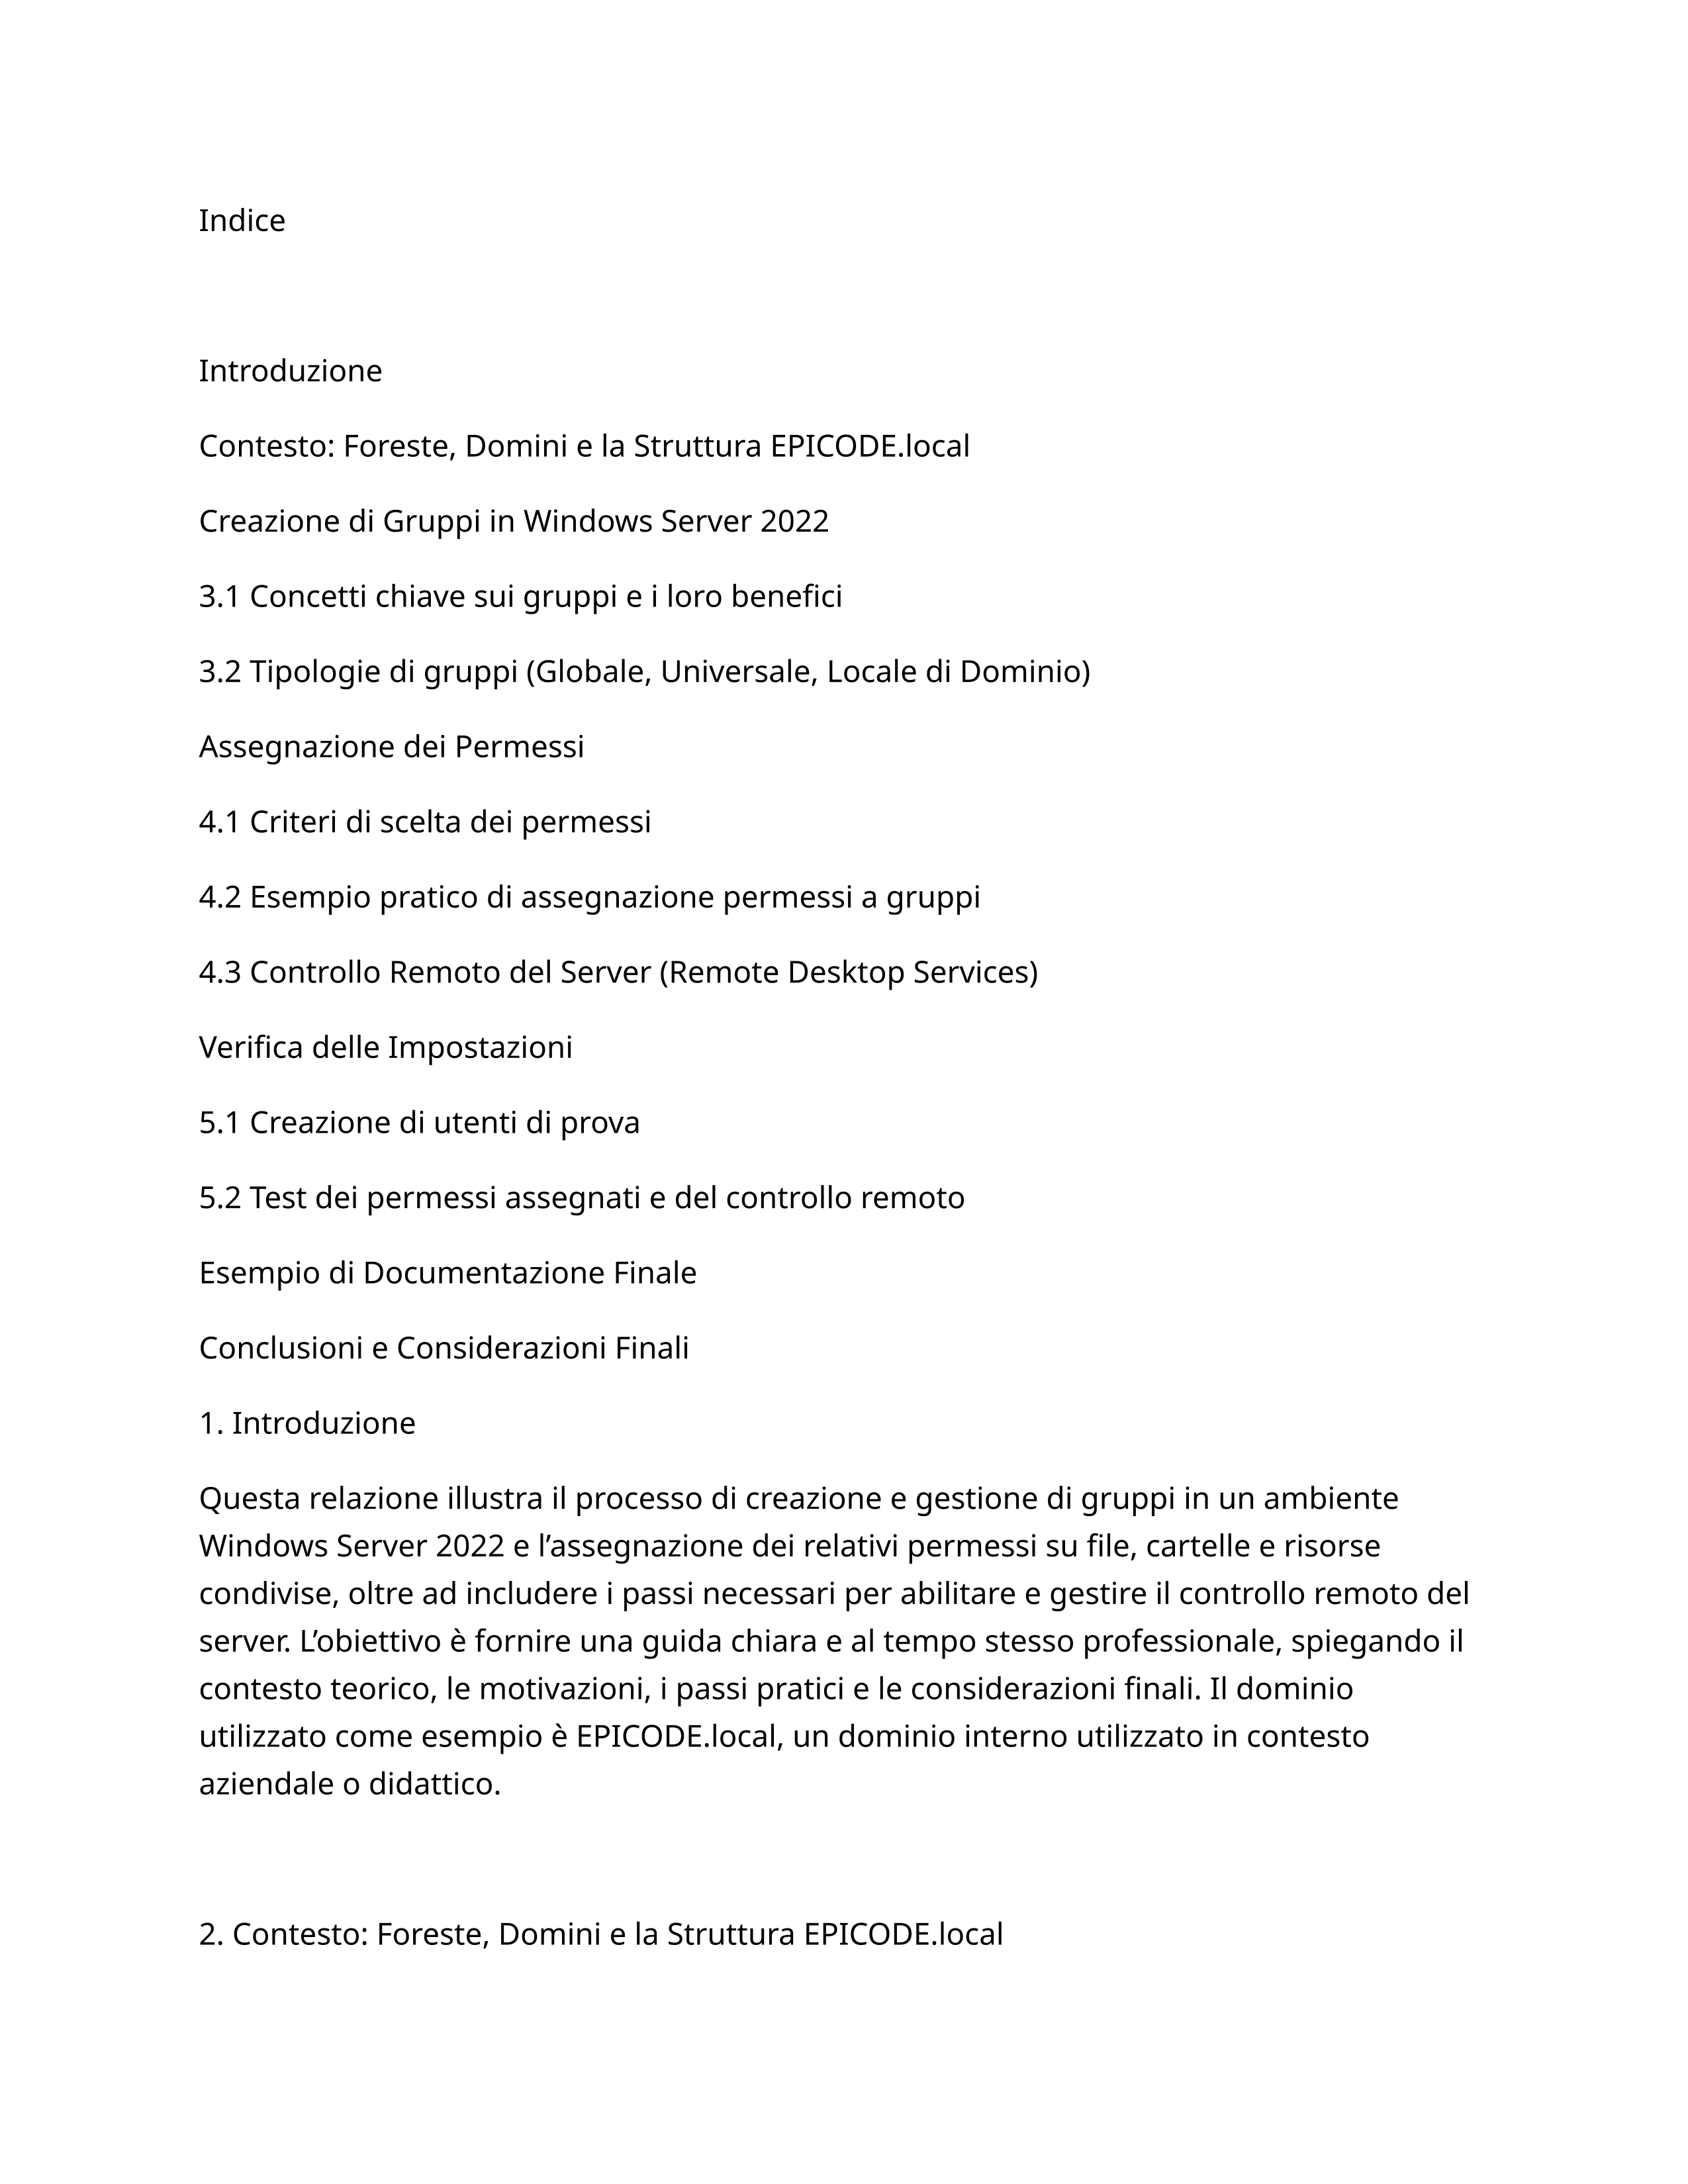 Indice
Introduzione
Contesto: Foreste, Domini e la Struttura EPICODE.local
Creazione di Gruppi in Windows Server 2022
3.1 Concetti chiave sui gruppi e i loro benefici
3.2 Tipologie di gruppi (Globale, Universale, Locale di Dominio)
Assegnazione dei Permessi
4.1 Criteri di scelta dei permessi
4.2 Esempio pratico di assegnazione permessi a gruppi
4.3 Controllo Remoto del Server (Remote Desktop Services)
Verifica delle Impostazioni
5.1 Creazione di utenti di prova
5.2 Test dei permessi assegnati e del controllo remoto
Esempio di Documentazione Finale
Conclusioni e Considerazioni Finali
1. Introduzione
Questa relazione illustra il processo di creazione e gestione di gruppi in un ambiente
Windows Server 2022 e l’assegnazione dei relativi permessi su file, cartelle e risorse
condivise, oltre ad includere i passi necessari per abilitare e gestire il controllo remoto del
server. L’obiettivo è fornire una guida chiara e al tempo stesso professionale, spiegando il
contesto teorico, le motivazioni, i passi pratici e le considerazioni finali. Il dominio
utilizzato come esempio è EPICODE.local, un dominio interno utilizzato in contesto
aziendale o didattico.
2. Contesto: Foreste, Domini e la Struttura EPICODE.local